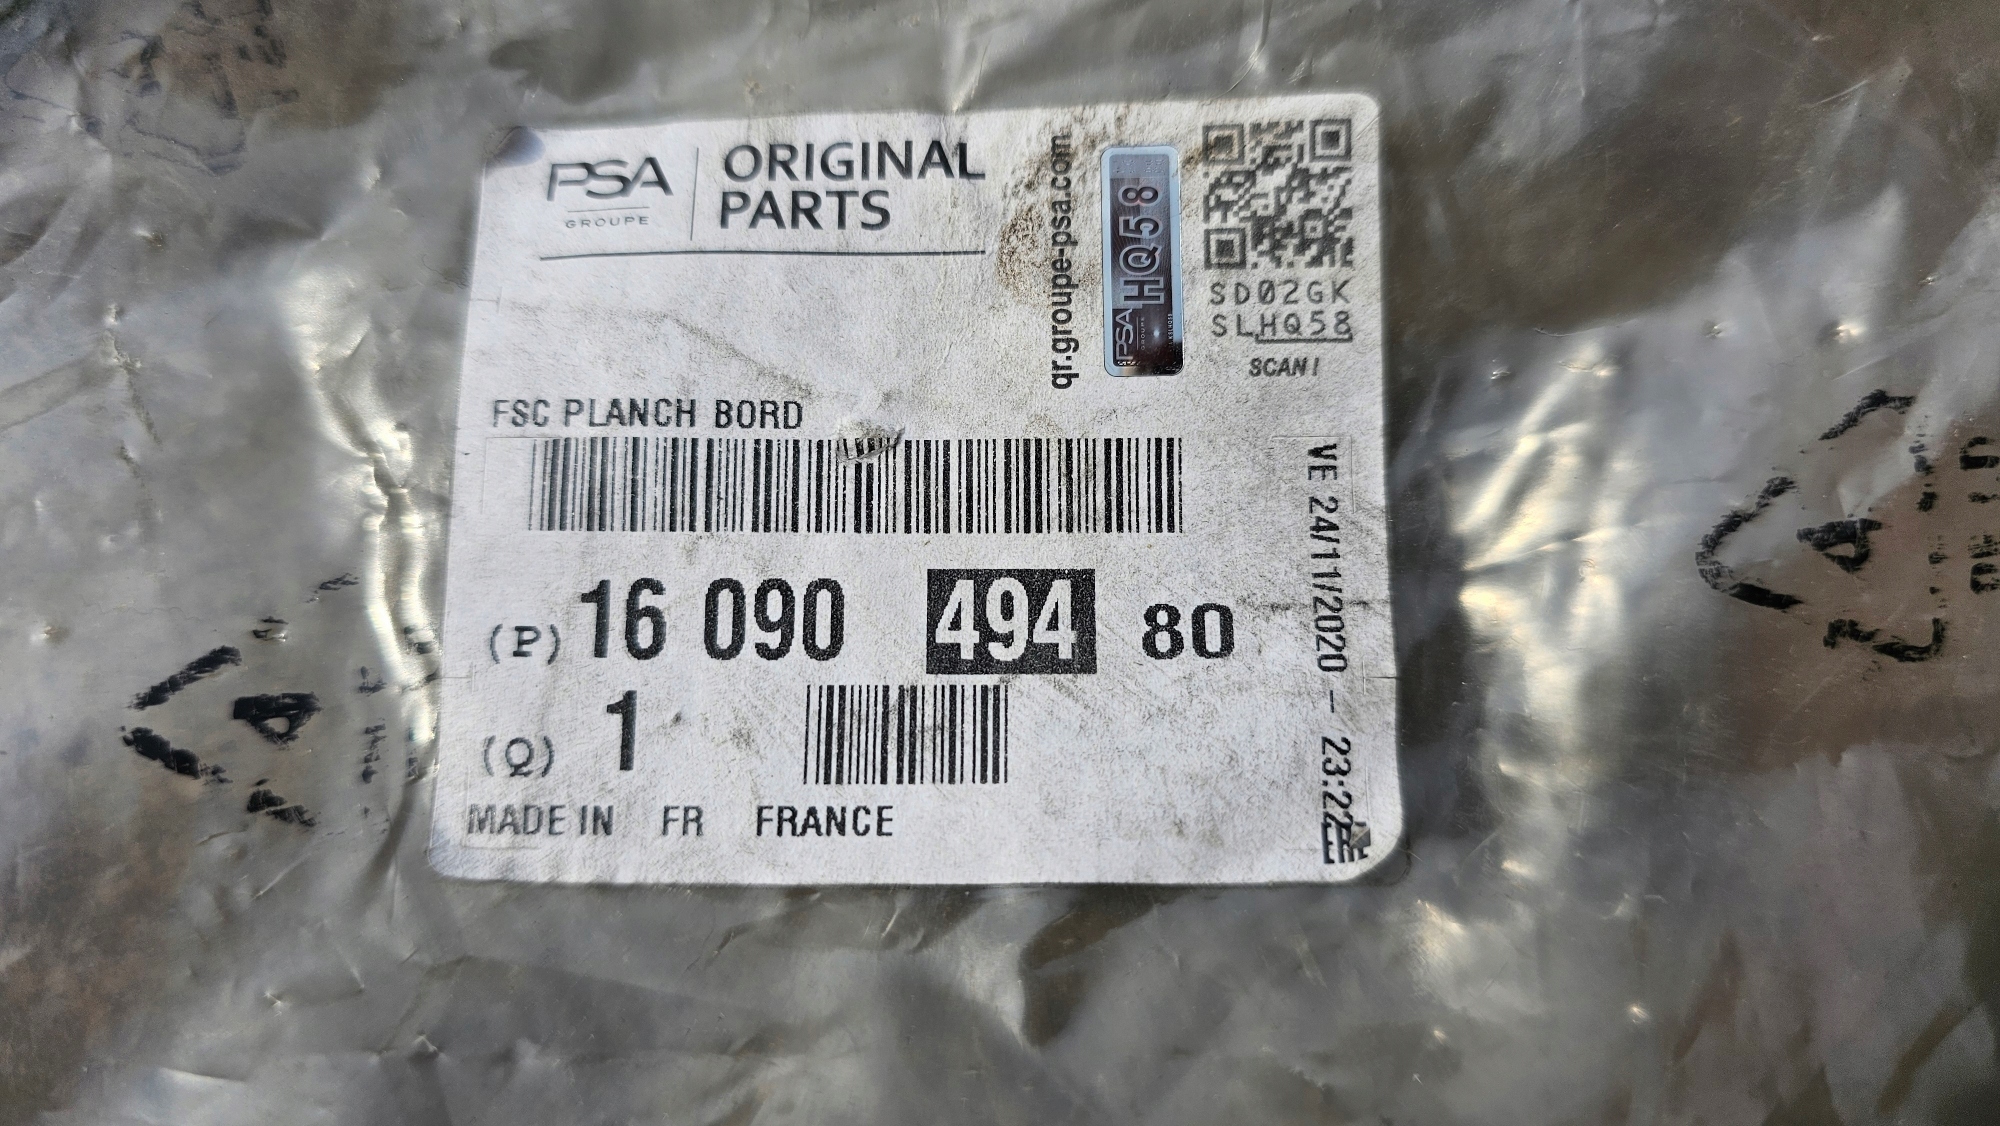 PSA
GROUPE
ORIGINAL
PARTS
qr.groupe-psa.com
PSA
GROUPE
HQ58
SD02GK
SLHQ58
SCAN !
FSC PLANCH BORD
(P) 16 090 494 80
(Q) 1
MADE IN FR FRANCE
VE 24/11/2020 - 23:22